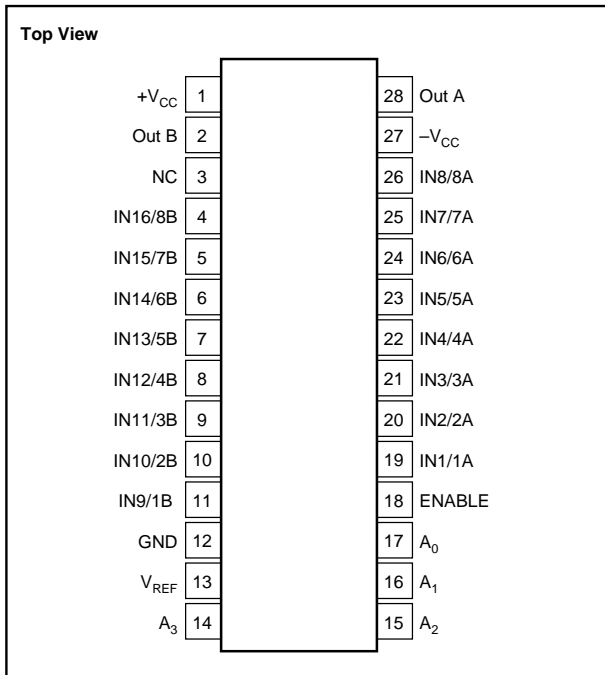 Top View
+VCC 1 28 Out A
Out B 2 27 –VCC
NC 3 26 IN8/8A
IN16/8B 4 25 IN7/7A
IN15/7B 5 24 IN6/6A
IN14/6B 6 23 IN5/5A
IN13/5B 7 22 IN4/4A
IN12/4B 8 21 IN3/3A
IN11/3B 9 20 IN2/2A
IN10/2B 10 19 IN1/1A
IN9/1B 11 18 ENABLE
GND 12 17 A0
VREF 13 16 A1
A3 14 15 A2